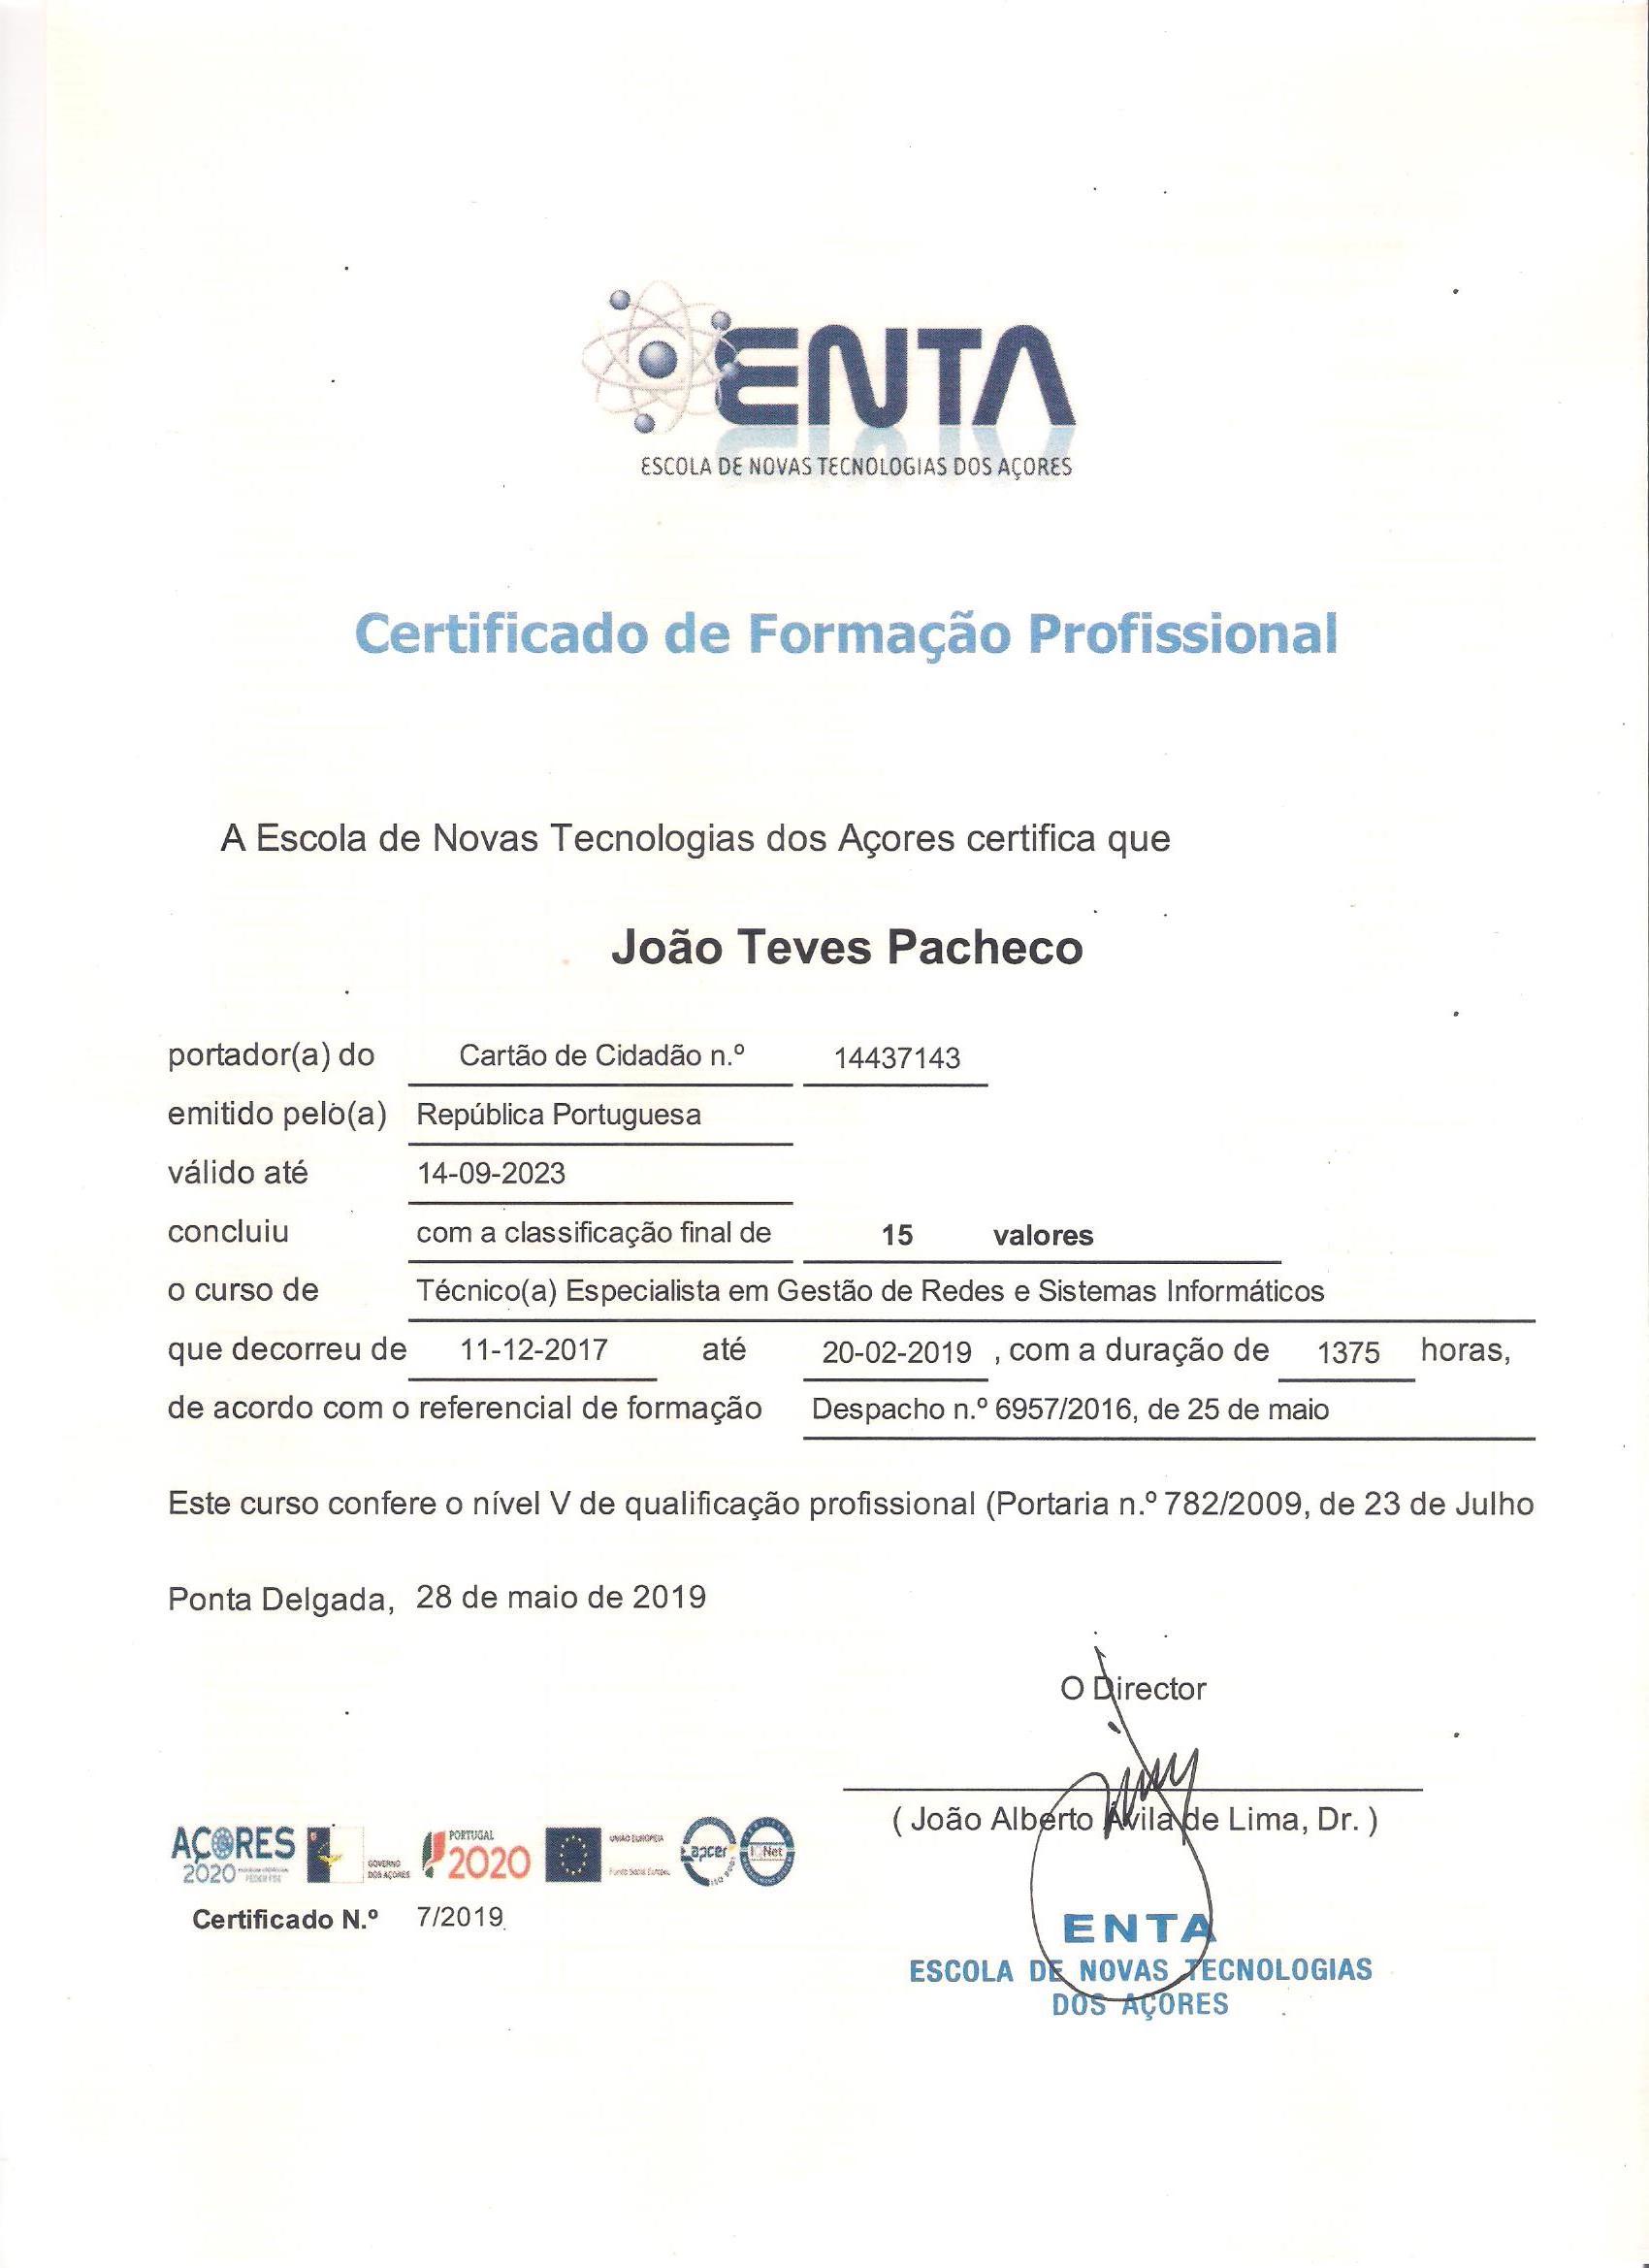 ENTA
ESCOLA DE NOVAS TECNOLOGIAS DOS AÇORES
Certificado de Formação Profissional
A Escola de Novas Tecnologias dos Açores certifica que
João Teves Pacheco
portador(a) do Cartão de Cidadão n.º 14437143
emitido pelo(a) República Portuguesa
válido até 14-09-2023
concluiu com a classificação final de 15 valores
o curso de Técnico(a) Especialista em Gestão de Redes e Sistemas Informáticos
que decorreu de 11-12-2017 até 20-02-2019 , com a duração de 1375 horas,
de acordo com o referencial de formação Despacho n.º 6957/2016, de 25 de maio
Este curso confere o nível V de qualificação profissional (Portaria n.º 782/2009, de 23 de Julho
Ponta Delgada, 28 de maio de 2019
O Director
( João Alberto Ávila de Lima, Dr. )
AÇORES
2020
GOVERNO
DOS AÇORES
PORTUGAL
2020
UNIÃO EUROPEIA
Fundo Social Europeu
apcer
IQNet
Certificado N.º 7/2019
ENTA
ESCOLA DE NOVAS TECNOLOGIAS
DOS AÇORES